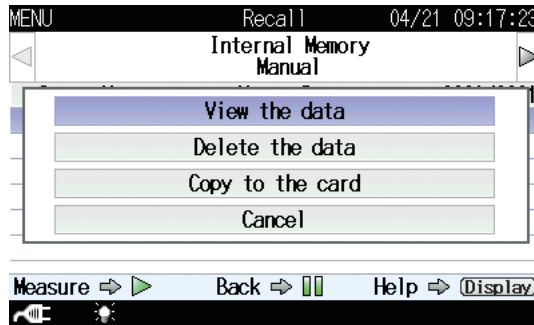 MENU Recall 04/21 09:17:23
Internal Memory
Manual
View the data
Delete the data
Copy to the card
Cancel
Measure Back Help Display